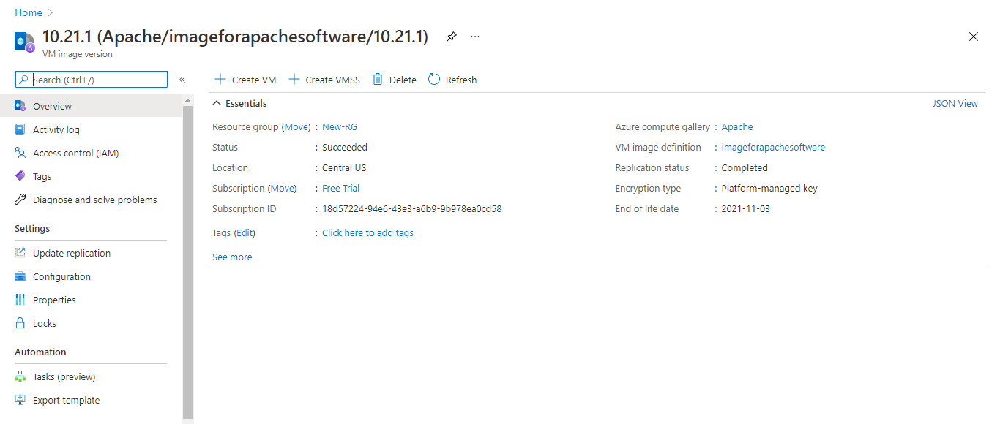 Home
10.21.1 (Apache/imageforapachesoftware/10.21.1)
VM image version
Search (Ctrl+/)
Create VM
Create VMSS
Delete
Refresh
Overview
Activity log
Access control (IAM)
Tags
Diagnose and solve problems
Settings
Update replication
Configuration
Properties
Locks
Automation
Tasks (preview)
Export template
Essentials
JSON View
Resource group (Move) : New-RG
Status : Succeeded
Location : Central US
Subscription (Move) : Free Trial
Subscription ID : 18d57224-94e6-43e3-a6b9-9b978ea0cd58
Tags (Edit) : Click here to add tags
See more
Azure compute gallery : Apache
VM image definition : imageforapachesoftware
Replication status : Completed
Encryption type : Platform-managed key
End of life date : 2021-11-03